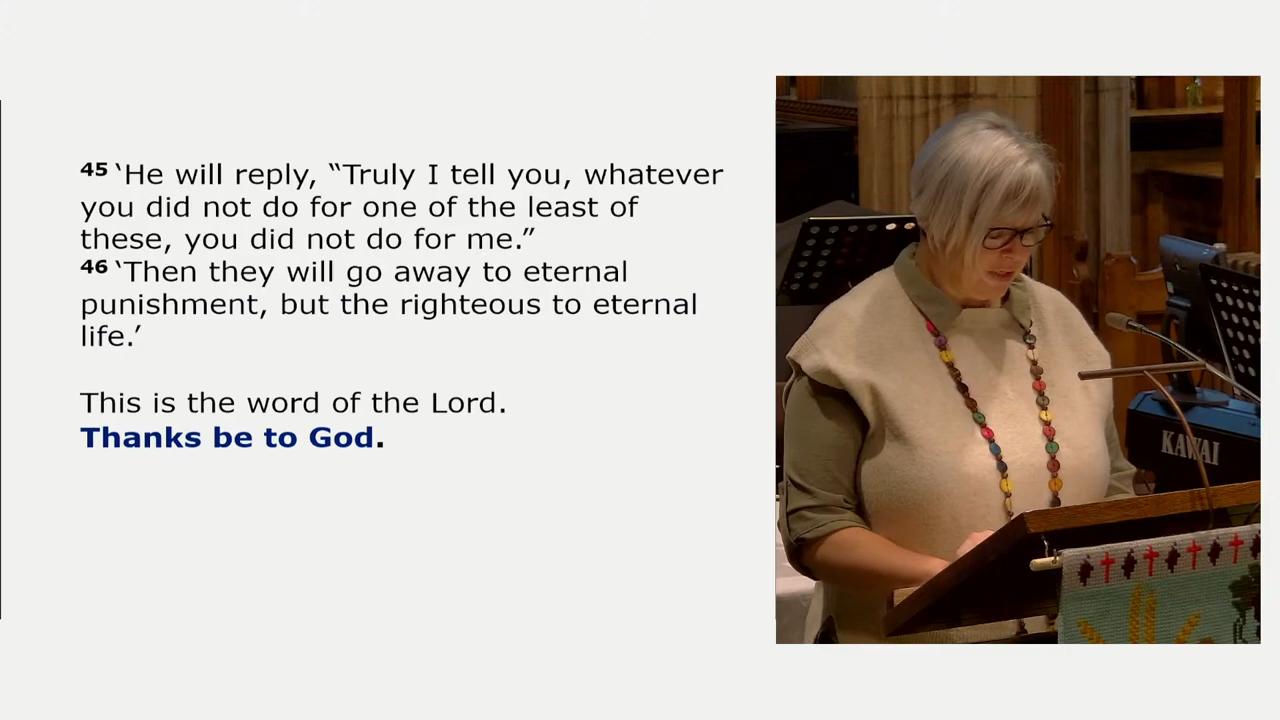 45 ‘He will reply, “Truly I tell you, whatever
you did not do for one of the least of
these, you did not do for me.”
46 ‘Then they will go away to eternal
punishment, but the righteous to eternal
life.’
This is the word of the Lord.
Thanks be to God.
KAWAI